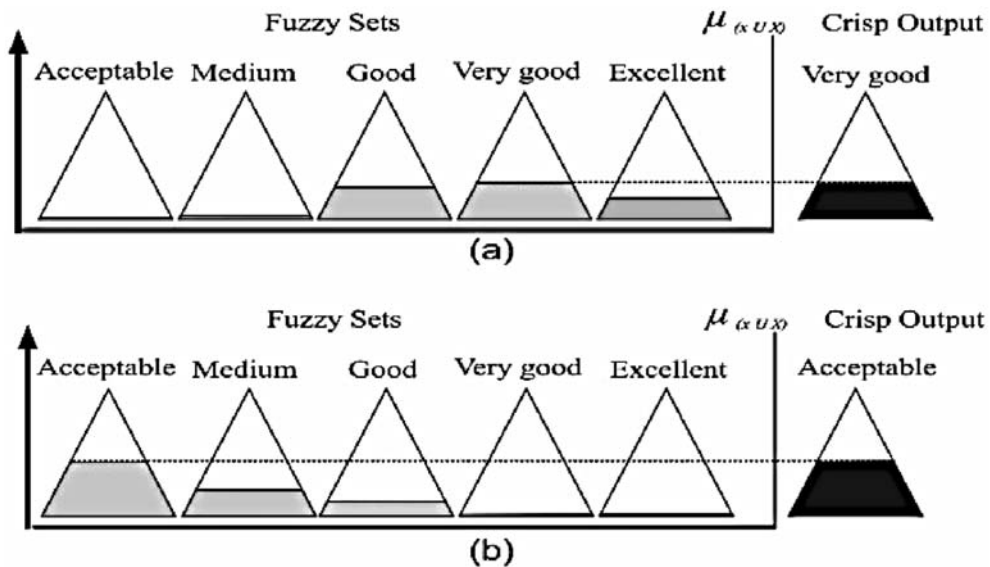 Fuzzy Sets μ (x U X) Crisp Output
Acceptable Medium Good Very good Excellent Very good
(a)
Fuzzy Sets μ (x U X) Crisp Output
Acceptable Medium Good Very good Excellent Acceptable
(b)